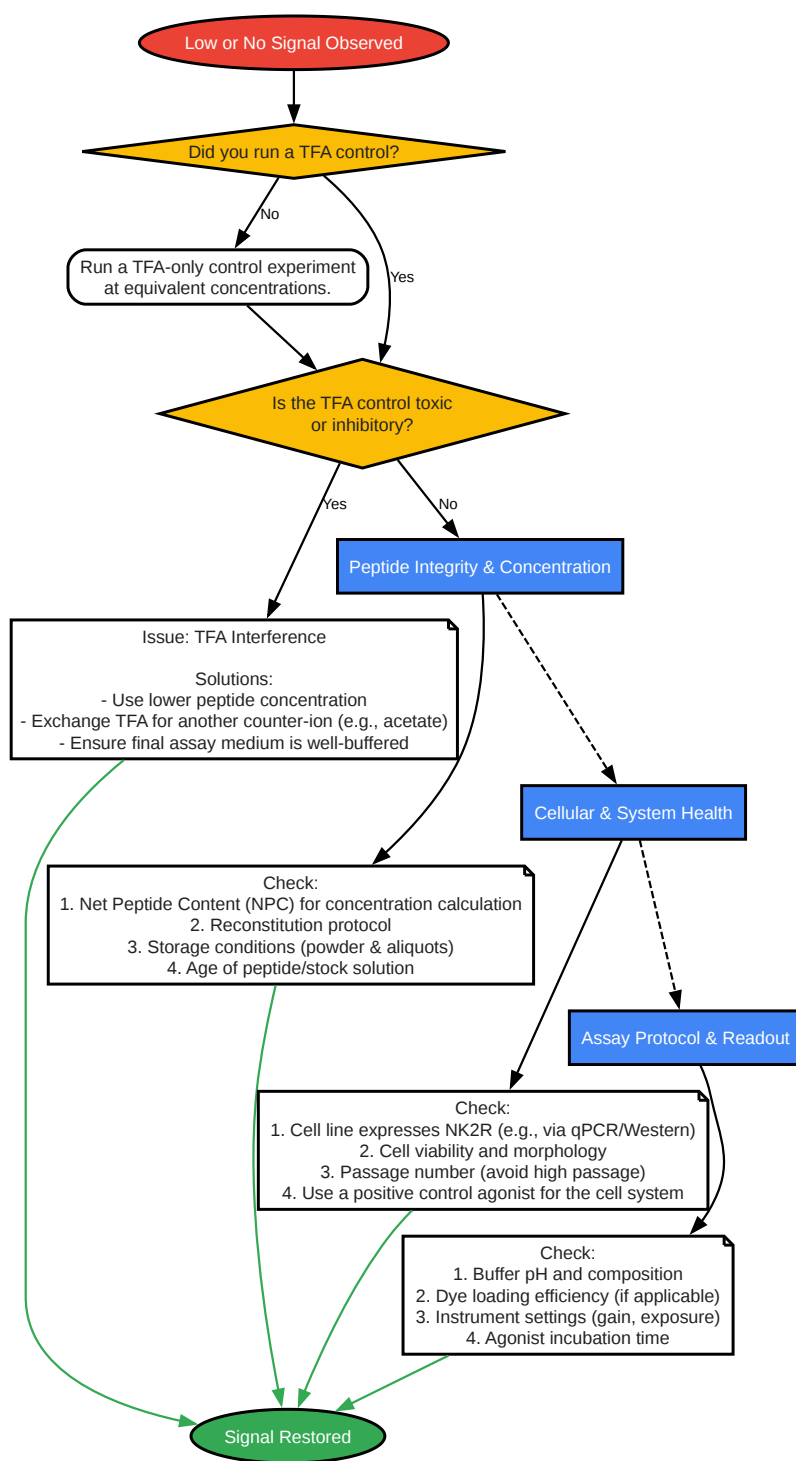 Low or No Signal Observed
Did you run a TFA control?
No
Run a TFA-only control experiment
at equivalent concentrations.
Yes
Is the TFA control toxic
or inhibitory?
Yes
No
Peptide Integrity & Concentration
Issue: TFA Interference
Solutions:
- Use lower peptide concentration
- Exchange TFA for another counter-ion (e.g., acetate)
- Ensure final assay medium is well-buffered
Cellular & System Health
Check:
1. Net Peptide Content (NPC) for concentration calculation
2. Reconstitution protocol
3. Storage conditions (powder & aliquots)
4. Age of peptide/stock solution
Assay Protocol & Readout
Check:
1. Cell line expresses NK2R (e.g., via qPCR/Western)
2. Cell viability and morphology
3. Passage number (avoid high passage)
4. Use a positive control agonist for the cell system
Check:
1. Buffer pH and composition
2. Dye loading efficiency (if applicable)
3. Instrument settings (gain, exposure)
4. Agonist incubation time
Signal Restored